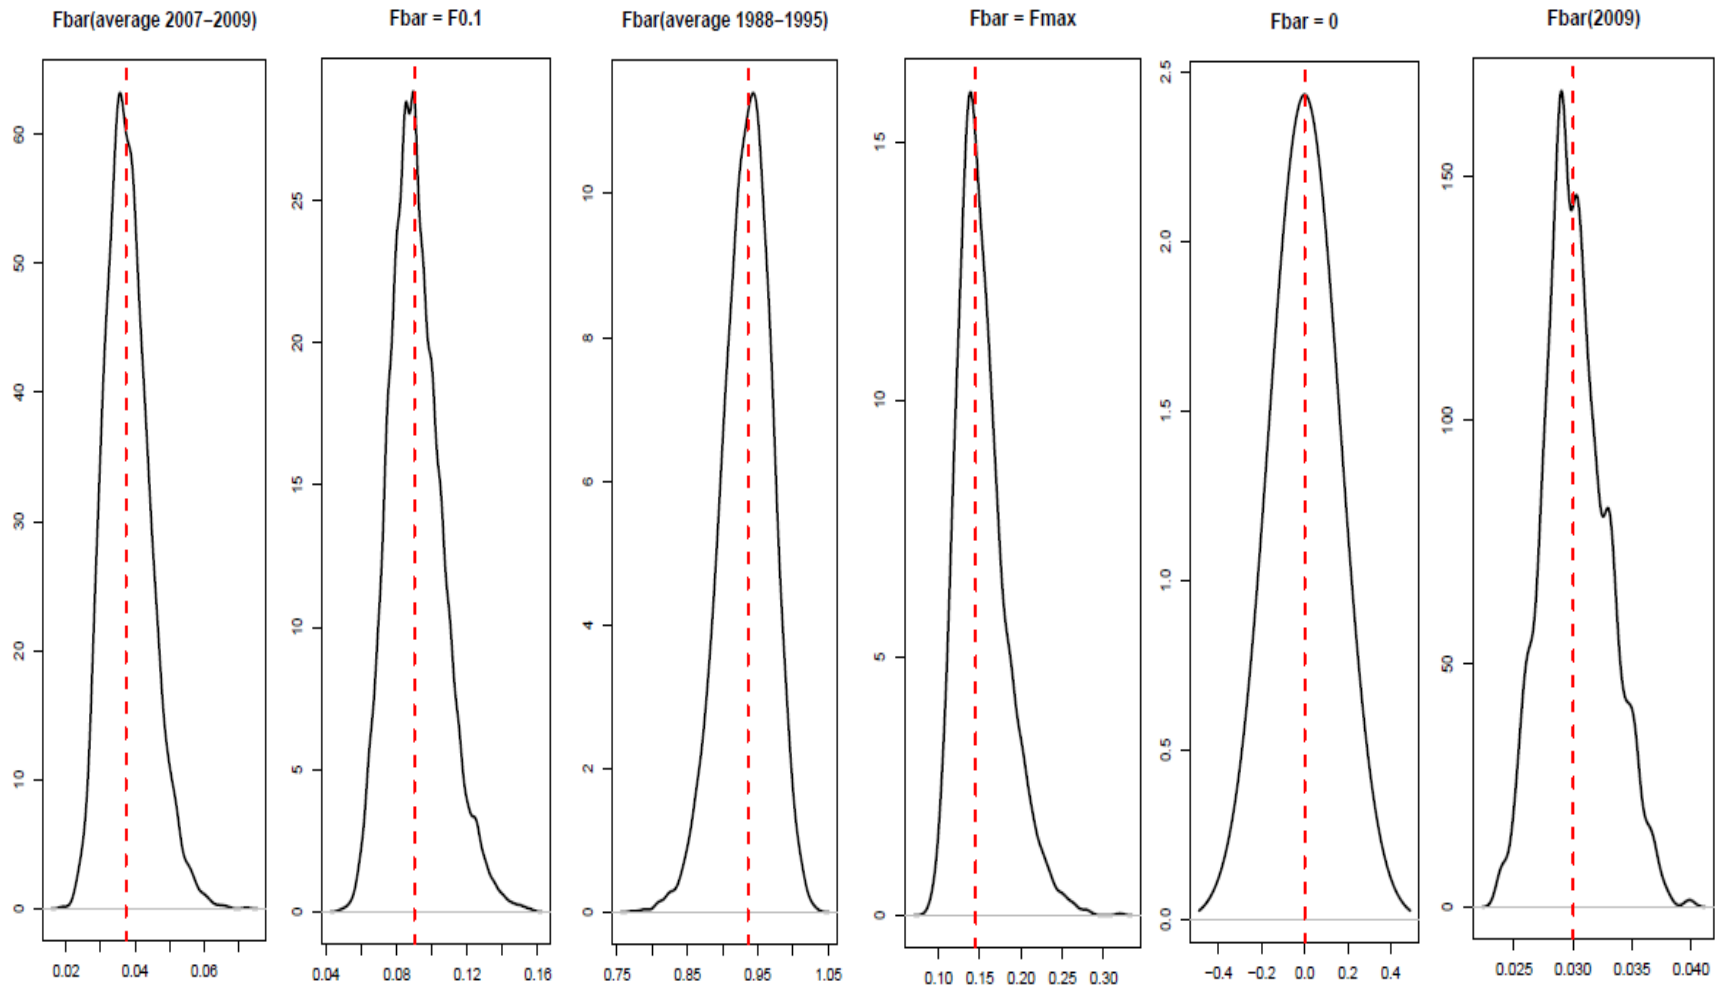 Fbar(average 2007–2009)
60
50
40
30
20
10
0
0.02 0.04 0.06
Fbar = F0.1
25
20
15
10
5
0
0.04 0.08 0.12 0.16
Fbar(average 1988–1995)
10
8
6
4
2
0
0.75 0.85 0.95 1.05
Fbar = Fmax
15
10
5
0
0.10 0.15 0.20 0.25 0.30
Fbar = 0
2.5
2.0
1.5
1.0
0.5
0.0
−0.4 −0.2 0.0 0.2 0.4
Fbar(2009)
150
100
50
0
0.025 0.030 0.035 0.040